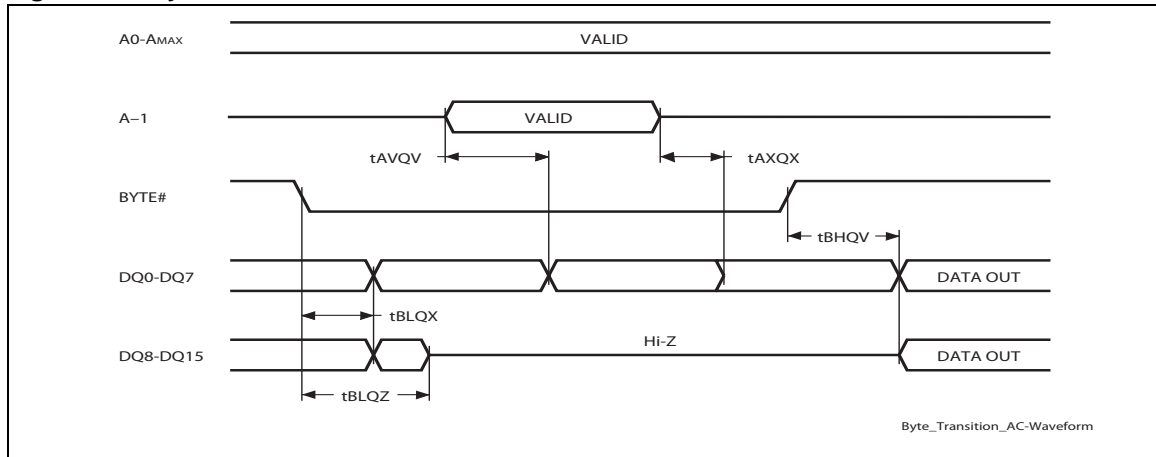 A0-AMAX
VALID
A–1
VALID
tAVQV
tAXQX
BYTE#
tBHQV
DQ0-DQ7
DATA OUT
tBLQX
Hi-Z
DQ8-DQ15
DATA OUT
tBLQZ
Byte_Transition_AC-Waveform